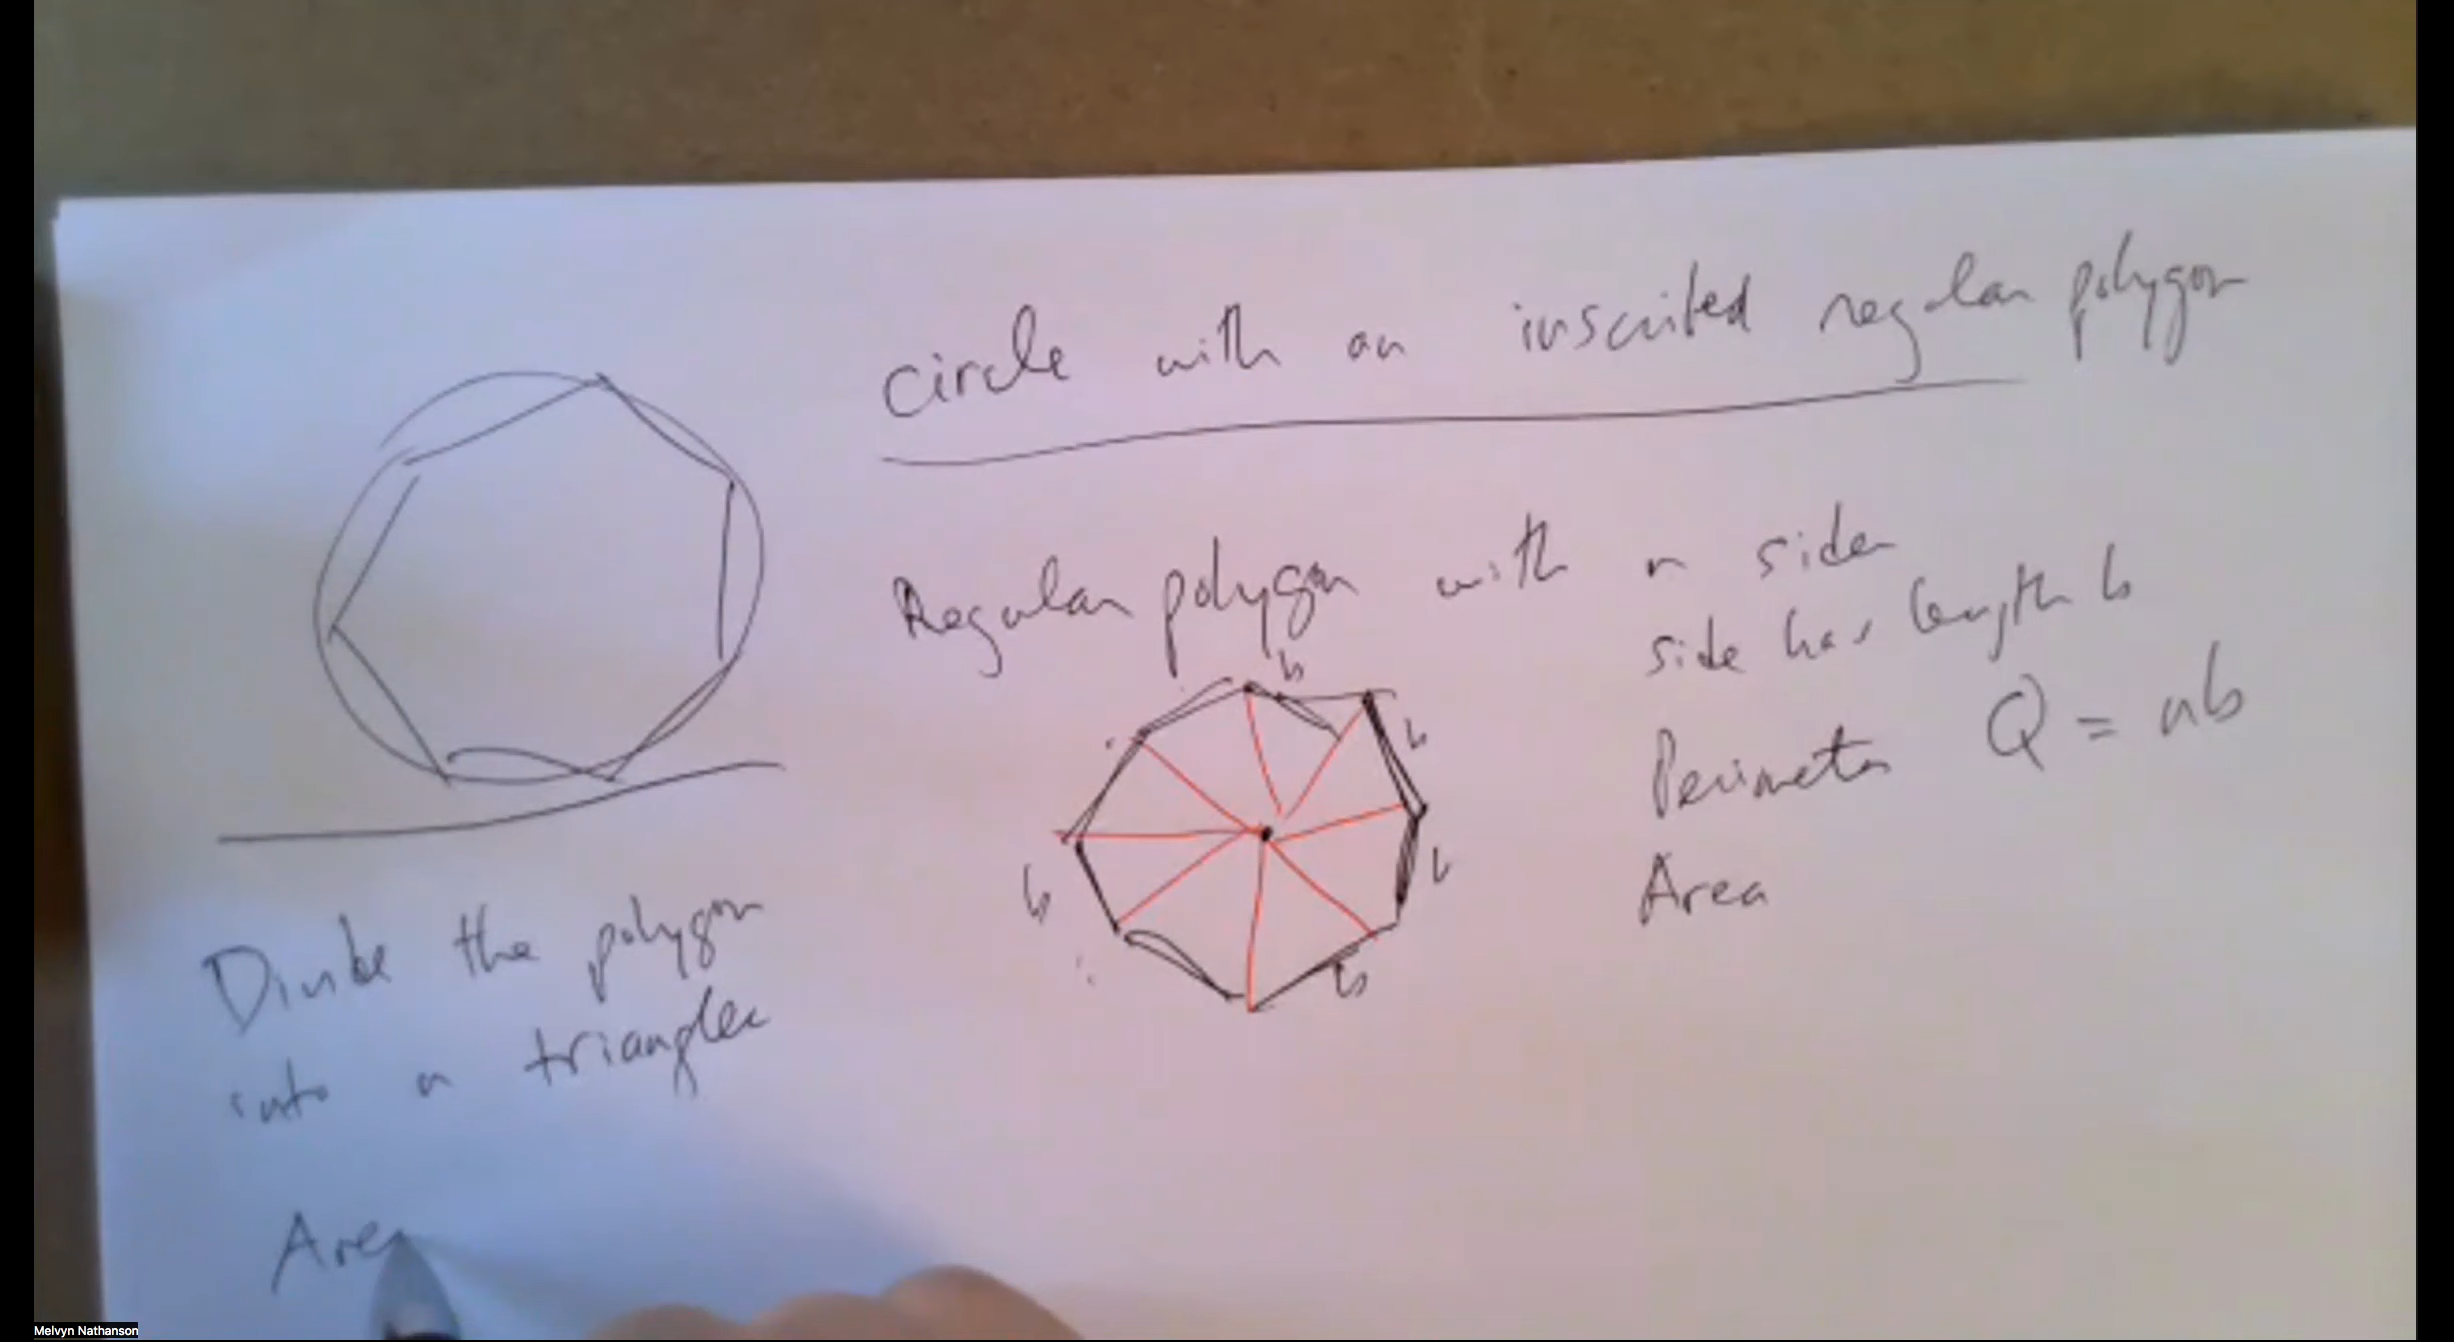 circle with an inscribed regular polygon
Regular polygon with n sides
side has length b
Perimeter Q = nb
Area
b
b
b
b
b
Divide the polygon
into n triangles
Area
Melvyn Nathanson